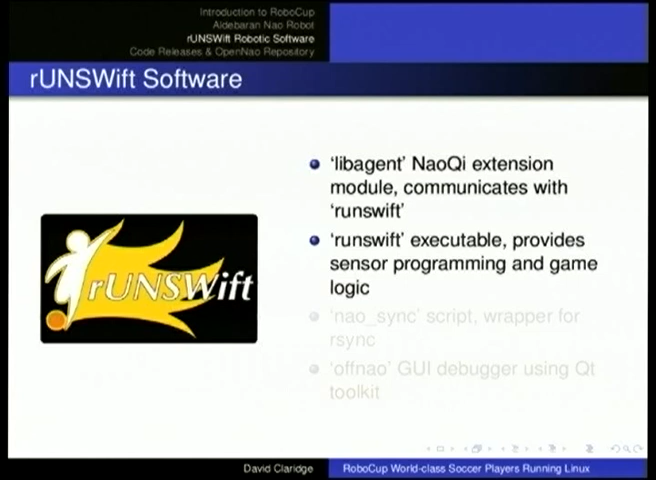 Introduction to RoboCup
Aldebaran Nao Robot
rUNSWift Robotic Software
Code Releases & OpenNao Repository
rUNSWift Software
'libagent' NaoQi extension
module, communicates with
'runswift'
'runswift' executable, provides
sensor programming and game
logic
'nao_sync' script, wrapper for
rsync
'offnao' GUI debugger using Qt
toolkit
rUNSWift
David Claridge
RoboCup World-class Soccer Players Running Linux